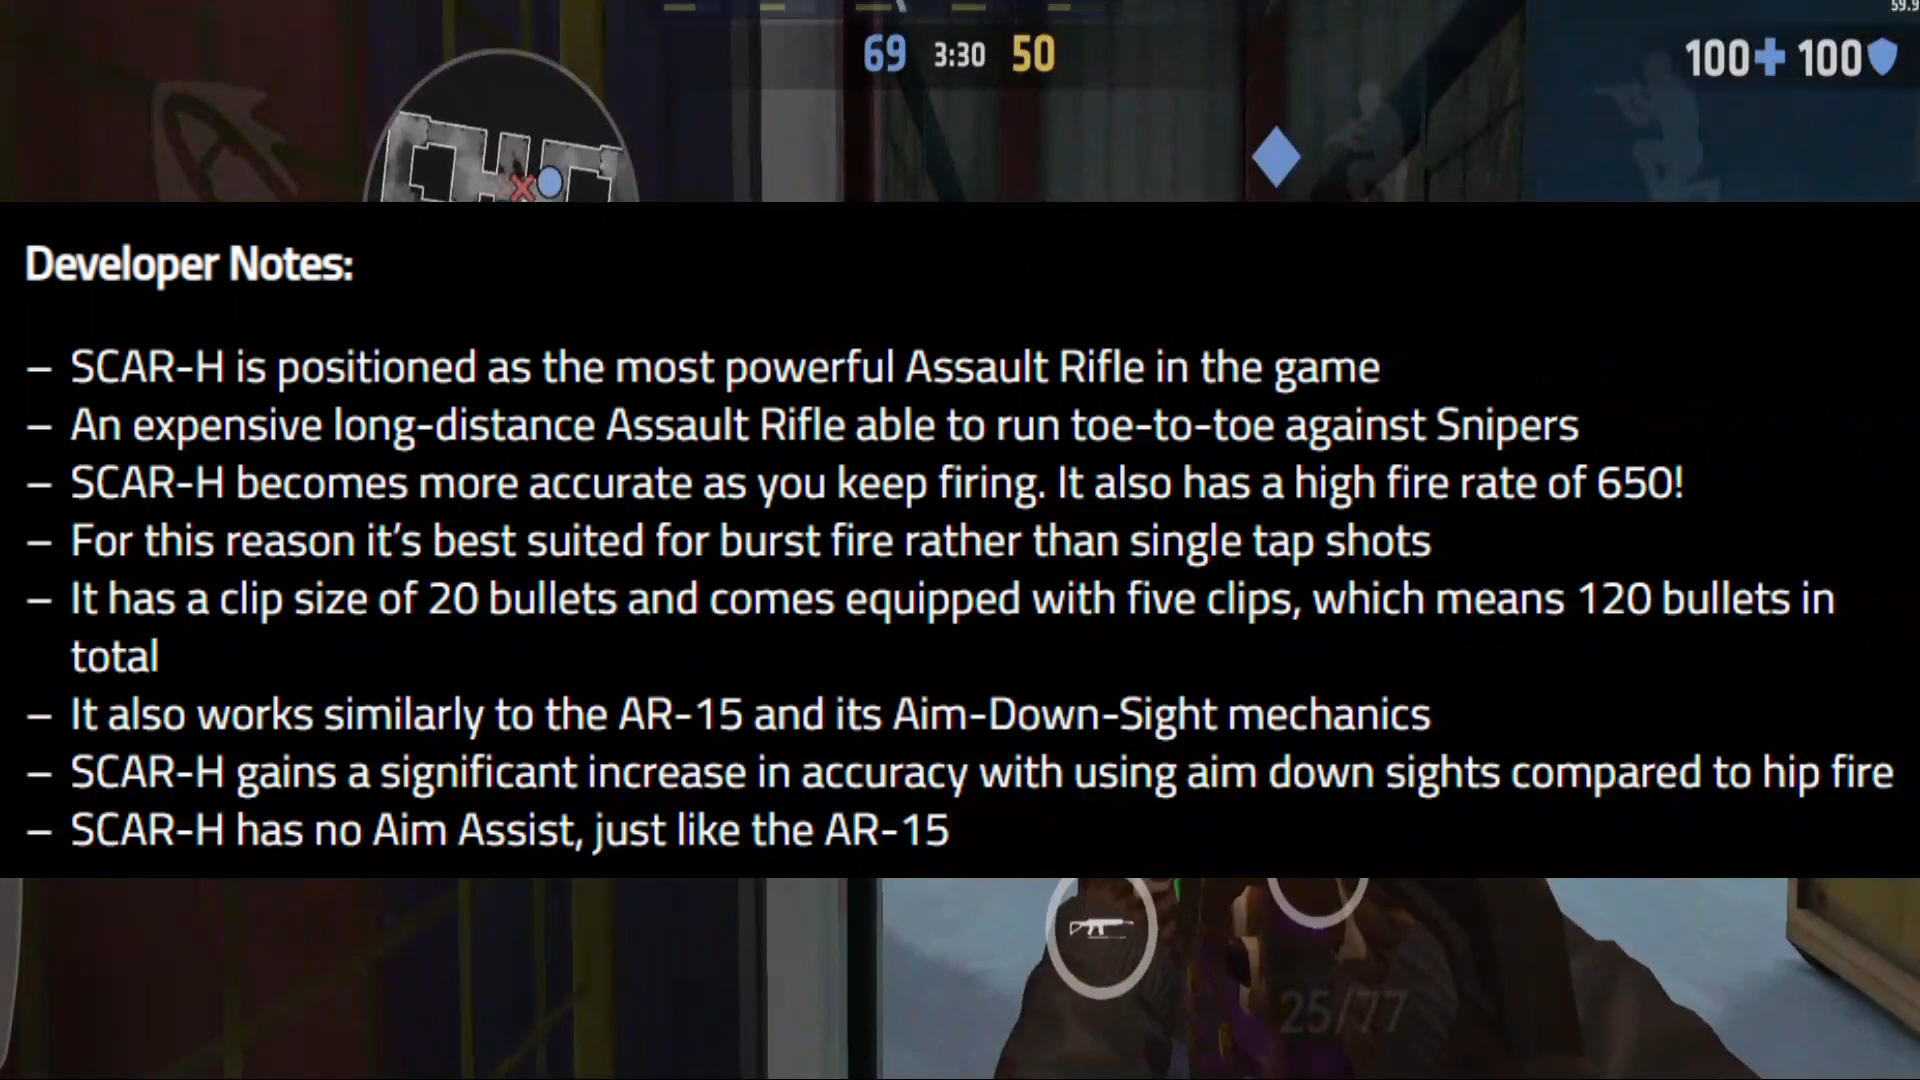 59.9
69 3:30 50
100 100
Developer Notes:
– SCAR-H is positioned as the most powerful Assault Rifle in the game
– An expensive long-distance Assault Rifle able to run toe-to-toe against Snipers
– SCAR-H becomes more accurate as you keep firing. It also has a high fire rate of 650!
– For this reason it’s best suited for burst fire rather than single tap shots
– It has a clip size of 20 bullets and comes equipped with five clips, which means 120 bullets in
total
– It also works similarly to the AR-15 and its Aim-Down-Sight mechanics
– SCAR-H gains a significant increase in accuracy with using aim down sights compared to hip fire
– SCAR-H has no Aim Assist, just like the AR-15
25/77